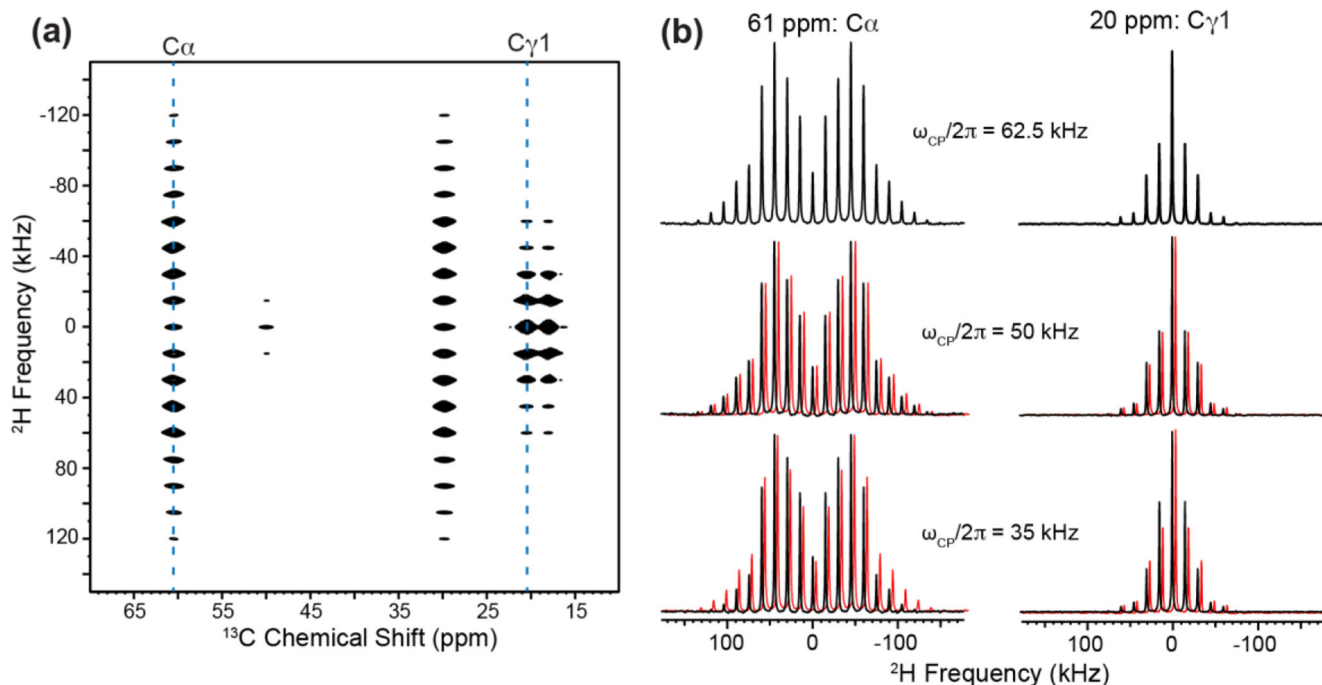 (a)
Cα
Cγ1
-120
-80
-40
0
40
80
120
²H Frequency (kHz)
65
55
45
35
25
15
¹³C Chemical Shift (ppm)
(b)
61 ppm: Cα
20 ppm: Cγ1
ω_CP/2π = 62.5 kHz
ω_CP/2π = 50 kHz
ω_CP/2π = 35 kHz
100
0
-100
100
0
-100
²H Frequency (kHz)